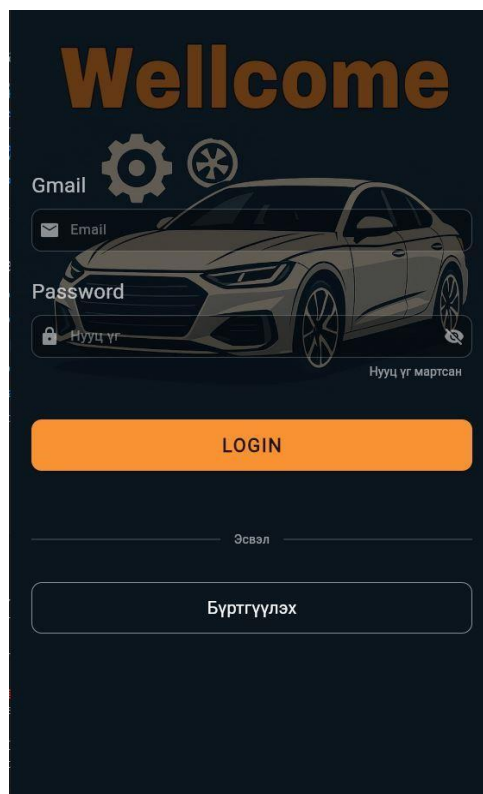 Wellcome
Gmail
Email
Password
Нууц үг
Нууц үг мартсан
LOGIN
Эсвэл
Бүртгүүлэх